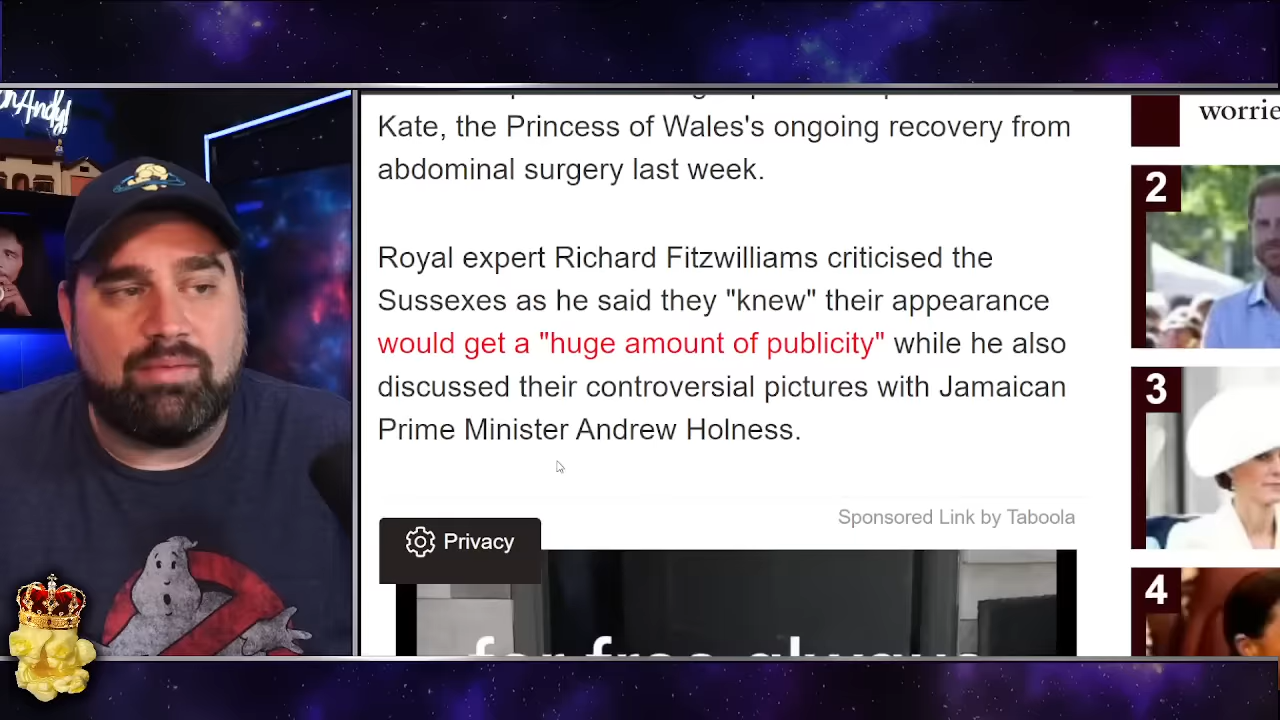 Andy!
Kate, the Princess of Wales's ongoing recovery from
abdominal surgery last week.
Royal expert Richard Fitzwilliams criticised the
Sussexes as he said they "knew" their appearance
would get a "huge amount of publicity" while he also
discussed their controversial pictures with Jamaican
Prime Minister Andrew Holness.
Sponsored Link by Taboola
Privacy
2
3
4